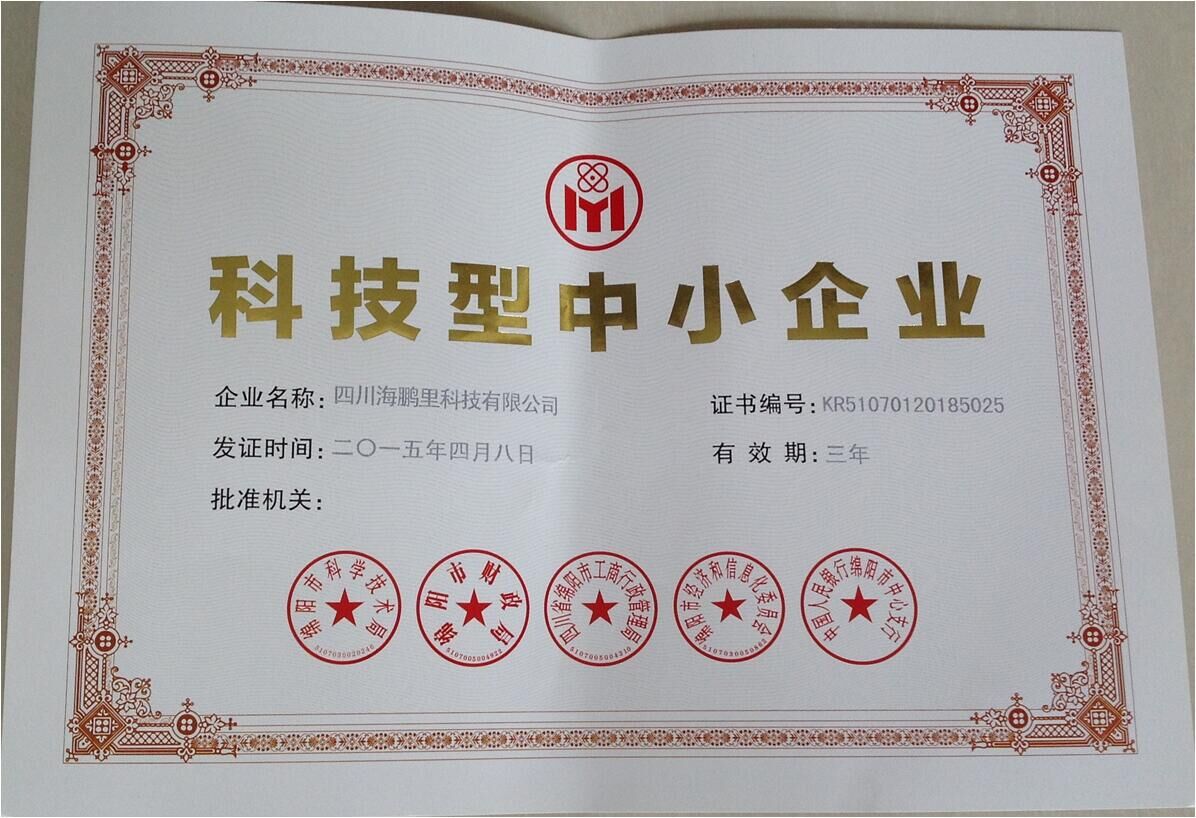 科技型中小企业
企业名称：四川海鹏里科技有限公司
证书编号：KR51070120185025
发证时间：二〇一五年四月八日
有效期：三年
批准机关：
绵阳市科学技术局
绵阳市财政局
四川省绵阳市工商行政管理局
绵阳市经济和信息化委员会
中国人民银行绵阳市中心支行